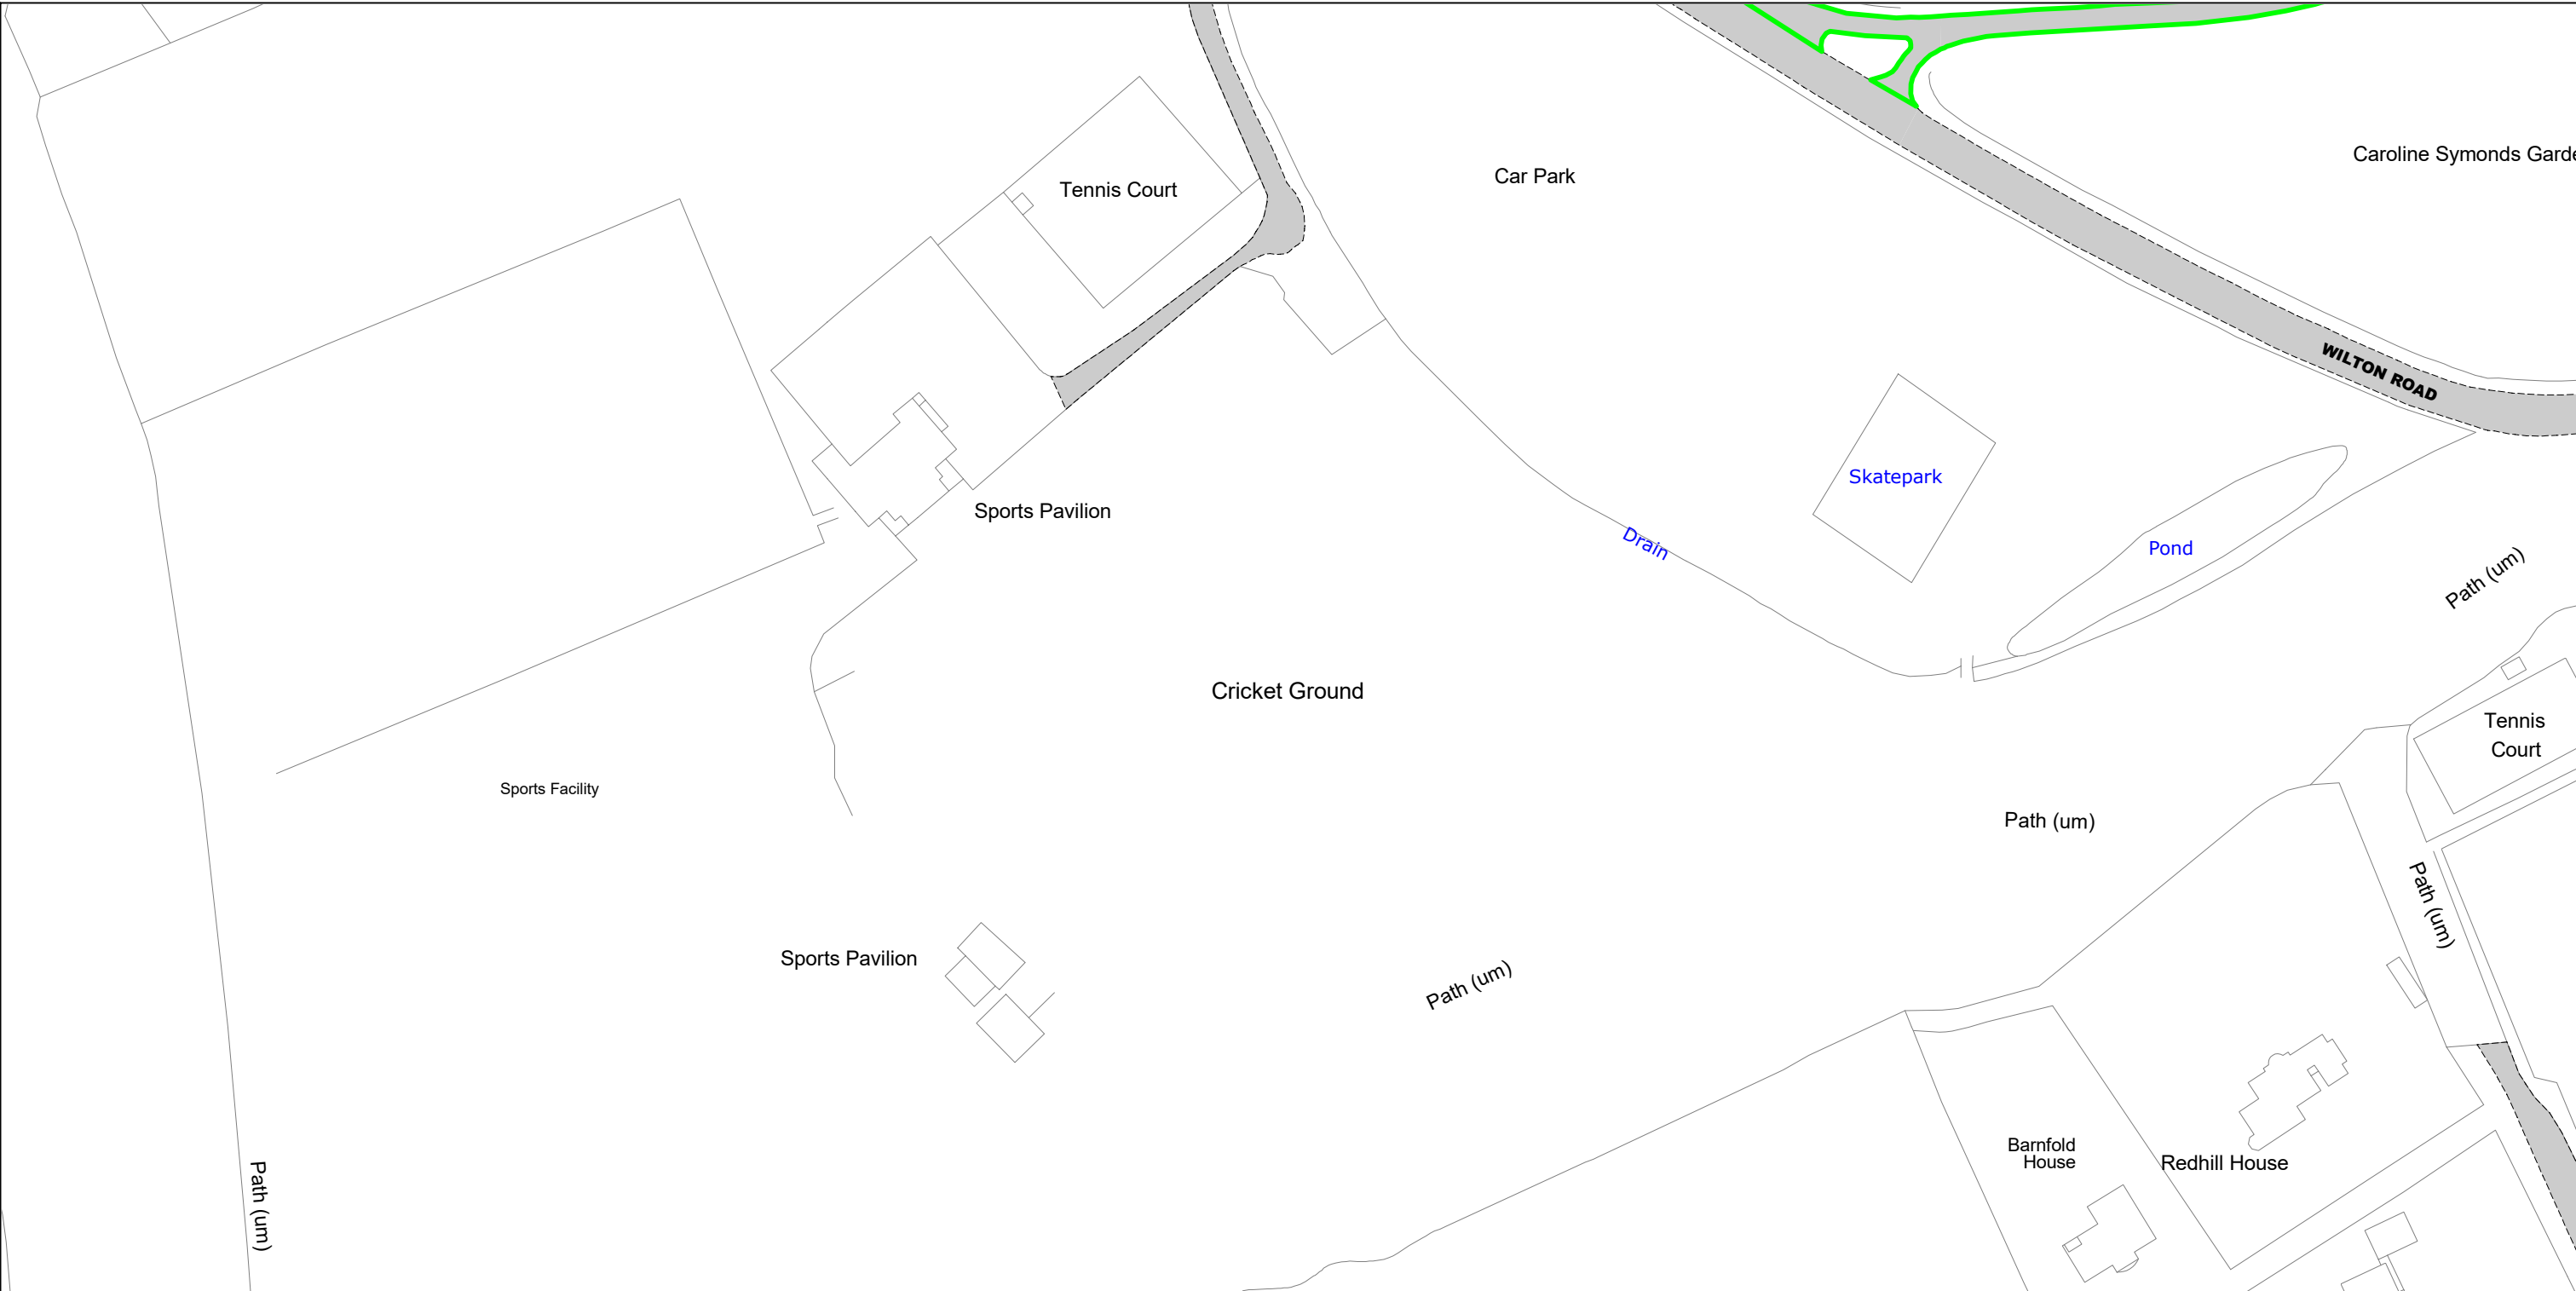 Caroline Symonds Garde
Car Park
Tennis Court
WILTON ROAD
Skatepark
Sports Pavilion
Drain
Pond
Path (um)
Cricket Ground
Tennis
Court
Sports Facility
Path (um)
Path (um)
Sports Pavilion
Path (um)
Barnfold
House
Redhill House
Path (um)